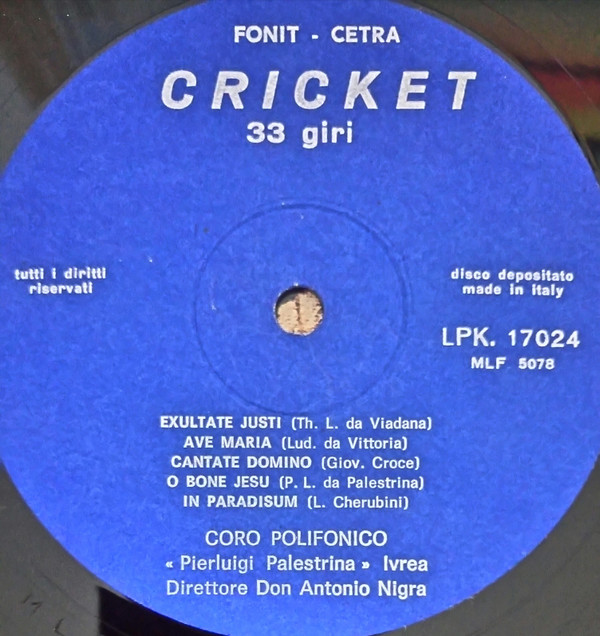 FONIT - CETRA
CRICKET
33 giri
tutti i diritti
riservati
disco depositato
made in Italy
LPK. 17024
MLF 5078
EXULTATE JUSTI (Th. L. da Viadana)
AVE MARIA (Lud. da Vittoria)
CANTATE DOMINO (Giov. Croce)
O BONE JESU (P. L. da Palestrina)
IN PARADISUM (L. Cherubini)
CORO POLIFONICO
« Pierluigi Palestrina » Ivrea
Direttore Don Antonio Nigra